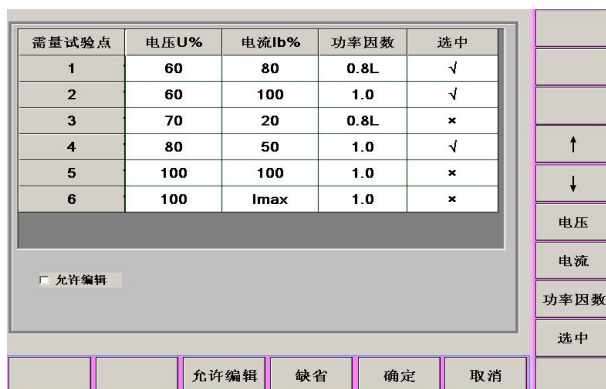 需量试验点 电压U% 电流Ib% 功率因数 选中
1 60 80 0.8L √
2 60 100 1.0 √
3 70 20 0.8L ×
4 80 50 1.0 √
5 100 100 1.0 ×
6 100 Imax 1.0 ×
允许编辑
↑
↓
电压
电流
功率因数
选中
允许编辑 缺省 确定 取消